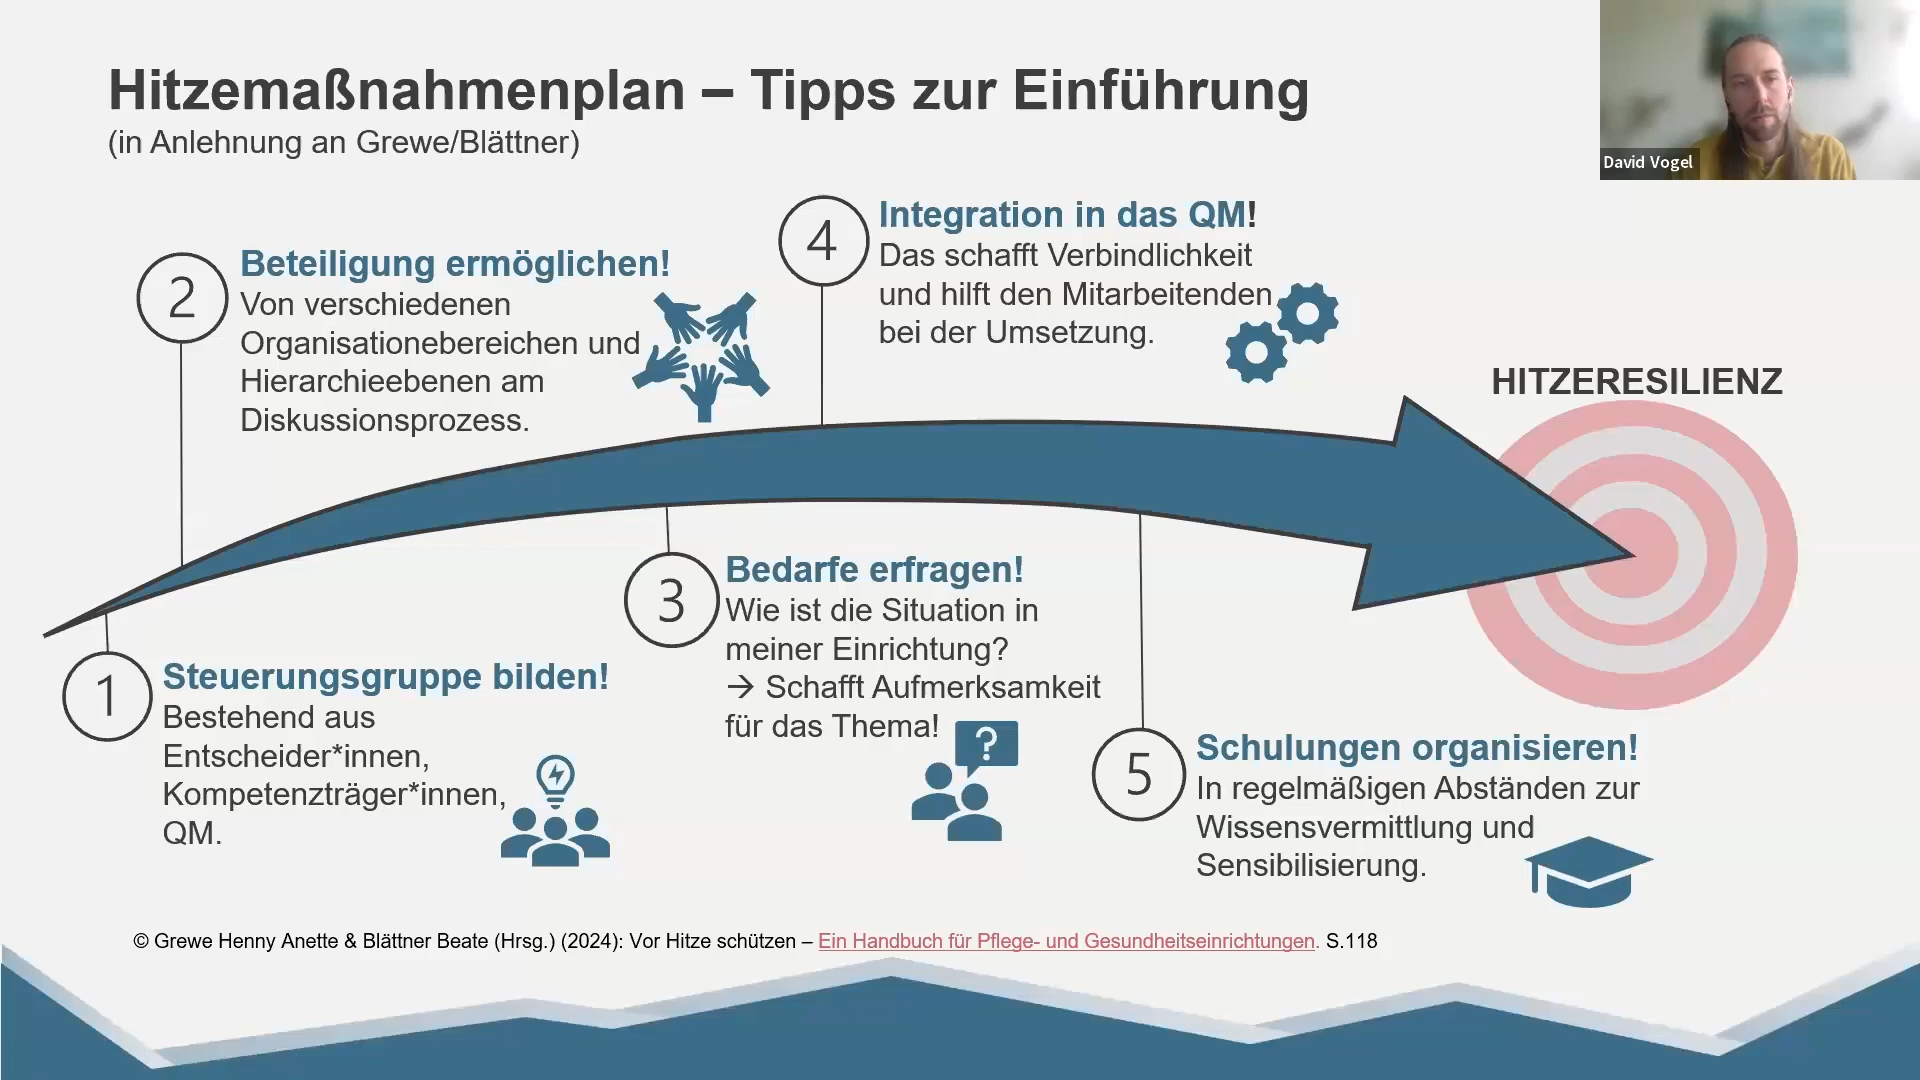 Hitzemaßnahmenplan – Tipps zur Einführung
(in Anlehnung an Grewe/Blättner)
David Vogel
1
Steuerungsgruppe bilden!
Bestehend aus
Entscheider*innen,
Kompetenzträger*innen,
QM.
2
Beteiligung ermöglichen!
Von verschiedenen
Organisationebereichen und
Hierarchieebenen am
Diskussionsprozess.
3
Bedarfe erfragen!
Wie ist die Situation in
meiner Einrichtung?
→ Schafft Aufmerksamkeit
für das Thema!
?
4
Integration in das QM!
Das schafft Verbindlichkeit
und hilft den Mitarbeitenden
bei der Umsetzung.
5
Schulungen organisieren!
In regelmäßigen Abständen zur
Wissensvermittlung und
Sensibilisierung.
HITZERESILIENZ
© Grewe Henny Anette & Blättner Beate (Hrsg.) (2024): Vor Hitze schützen – Ein Handbuch für Pflege- und Gesundheitseinrichtungen. S.118